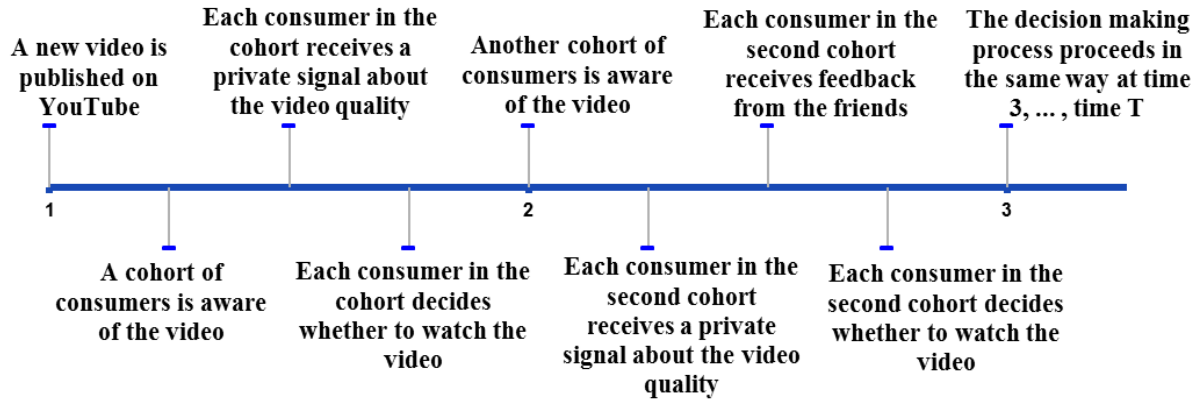 A new video is
published on
YouTube
Each consumer in the
cohort receives a
private signal about
the video quality
Another cohort of
consumers is aware
of the video
Each consumer in the
second cohort
receives feedback
from the friends
The decision making
process proceeds in
the same way at time
3, ... , time T
1
2
3
A cohort of
consumers is aware
of the video
Each consumer in the
cohort decides
whether to watch the
video
Each consumer in the
second cohort
receives a private
signal about the video
quality
Each consumer in the
second cohort decides
whether to watch the
video